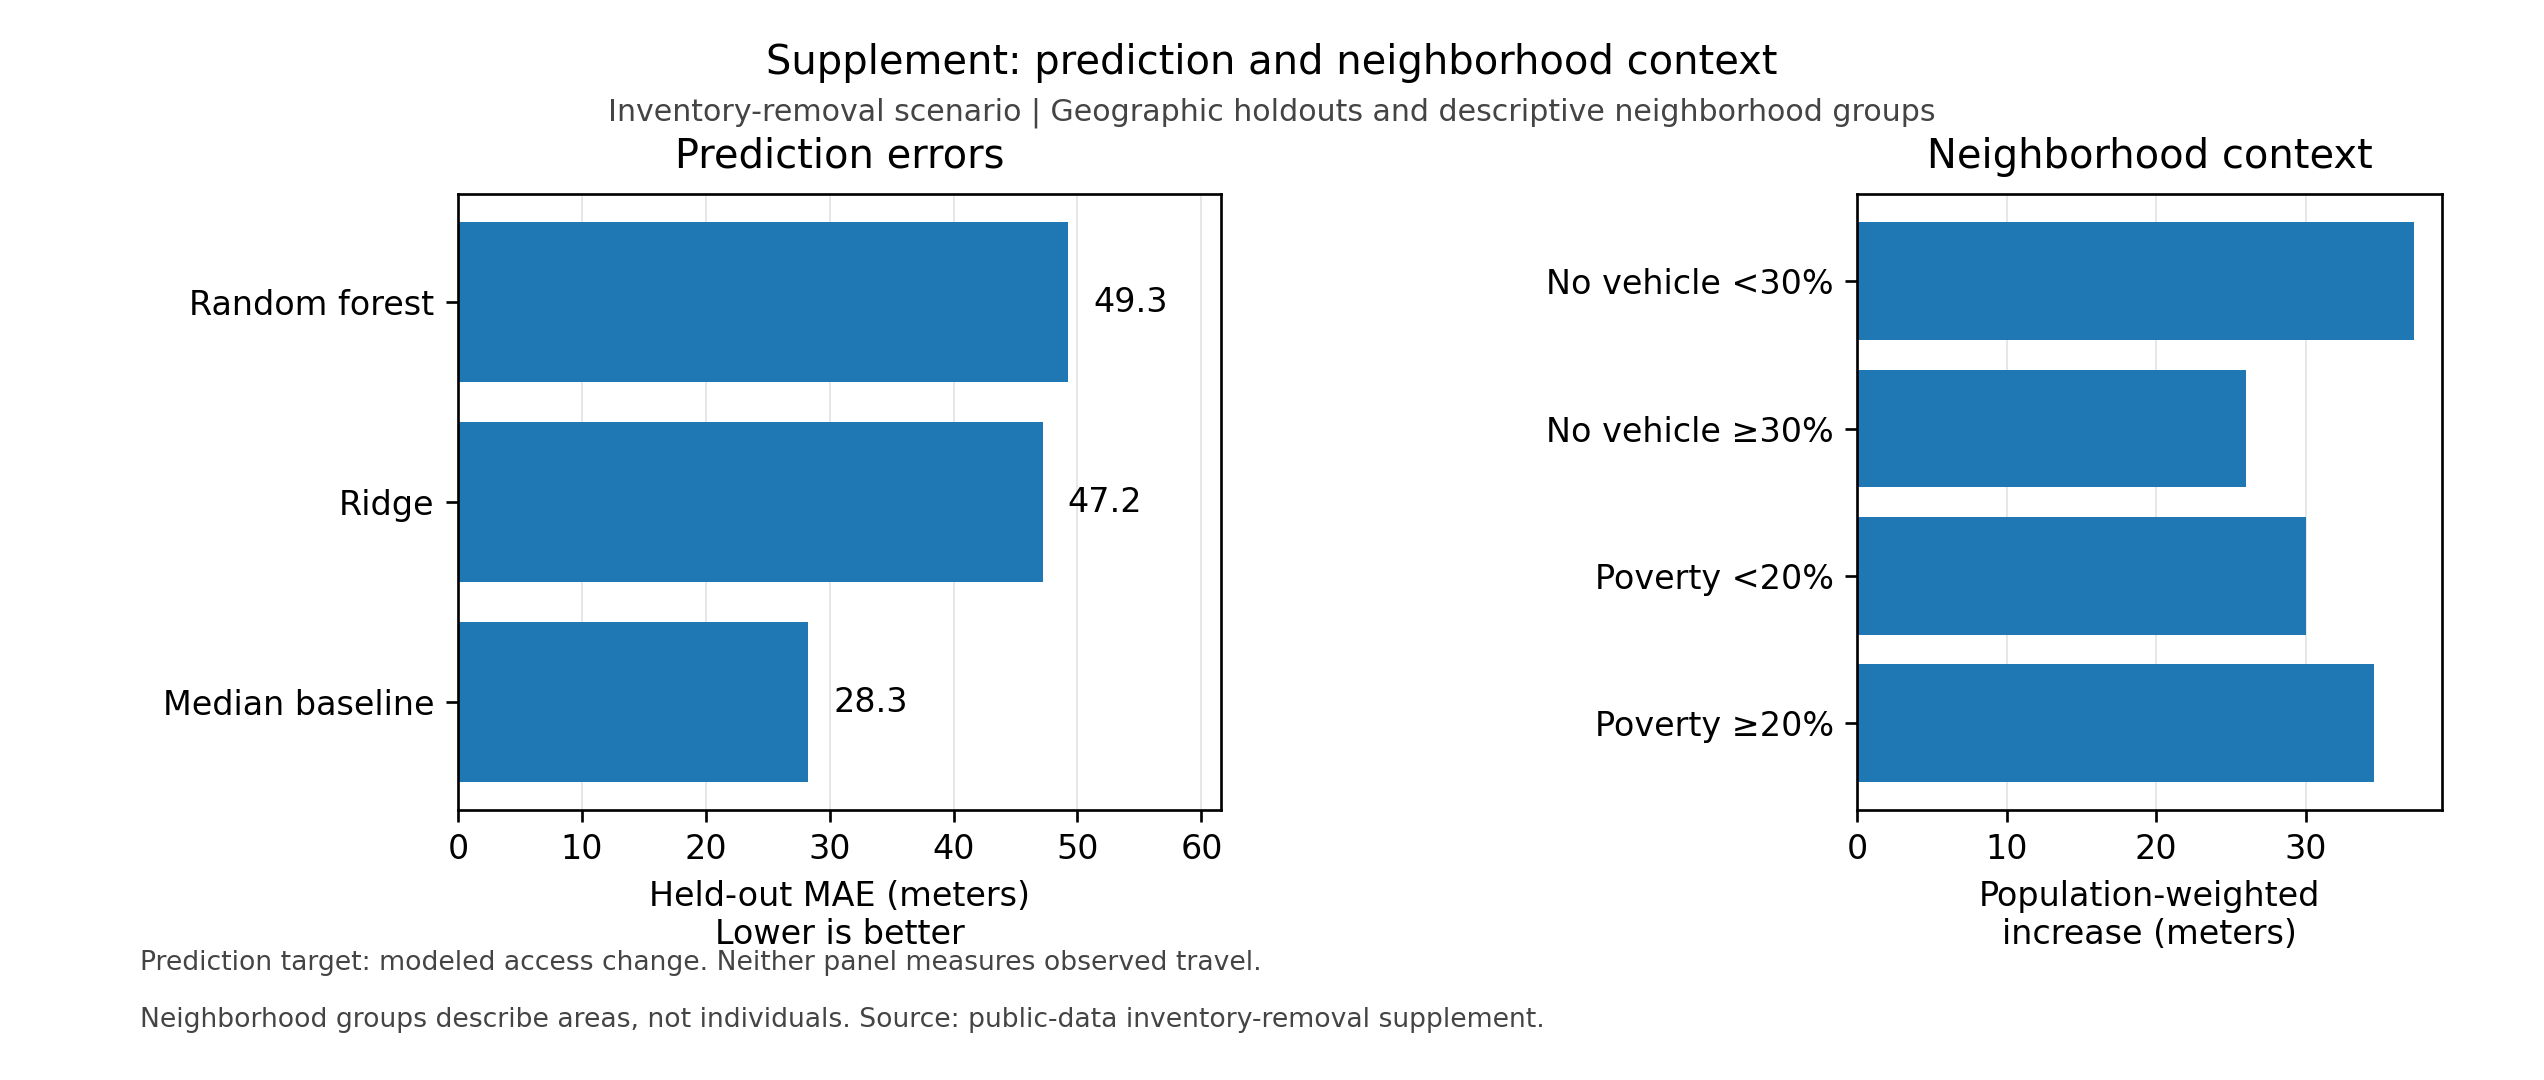 Supplement: prediction and neighborhood context
Inventory-removal scenario | Geographic holdouts and descriptive neighborhood groups
Prediction errors
Random forest
49.3
Ridge
47.2
Median baseline
28.3
0 10 20 30 40 50 60
Held-out MAE (meters)
Lower is better
Neighborhood context
No vehicle <30%
No vehicle ≥30%
Poverty <20%
Poverty ≥20%
0 10 20 30
Population-weighted
increase (meters)
Prediction target: modeled access change. Neither panel measures observed travel.
Neighborhood groups describe areas, not individuals. Source: public-data inventory-removal supplement.